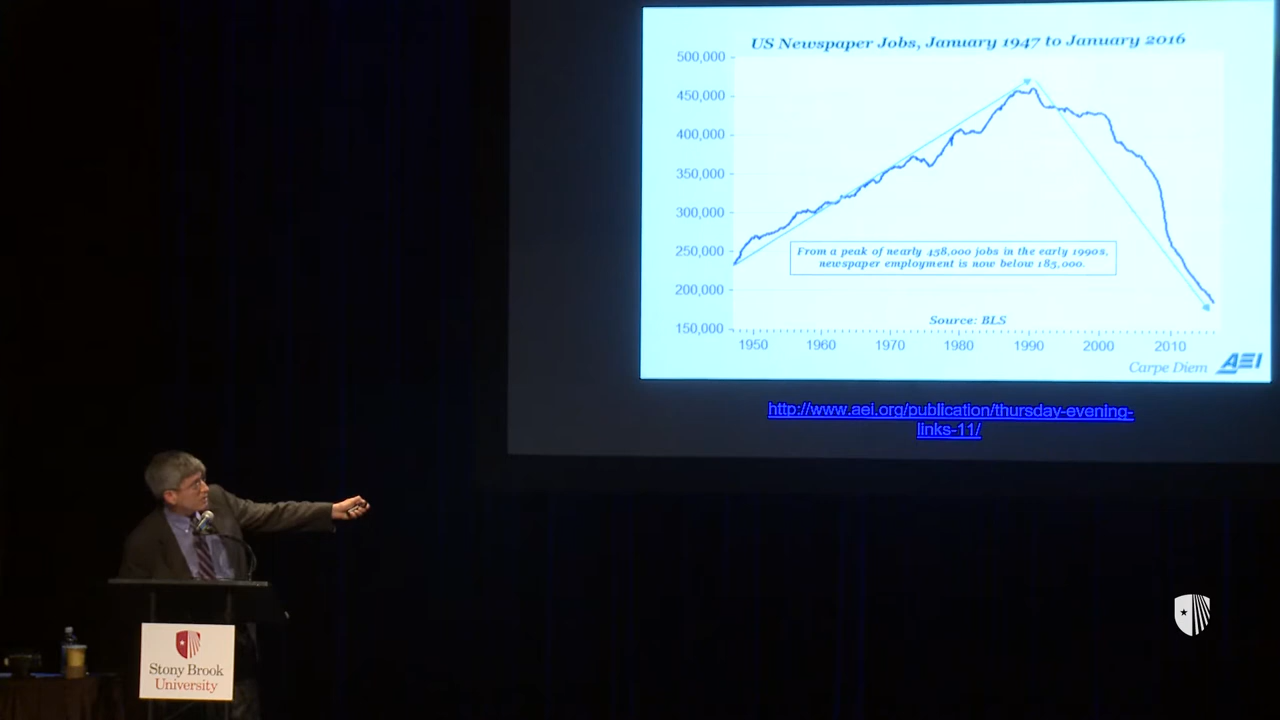 US Newspaper Jobs, January 1947 to January 2016
500,000
450,000
400,000
350,000
300,000
250,000
200,000
150,000
From a peak of nearly 458,000 jobs in the early 1990s,
newspaper employment is now below 185,000.
Source: BLS
1950 1960 1970 1980 1990 2000 2010
Carpe Diem AEI
http://www.aei.org/publication/thursday-evening-
links-11/
Stony Brook
University